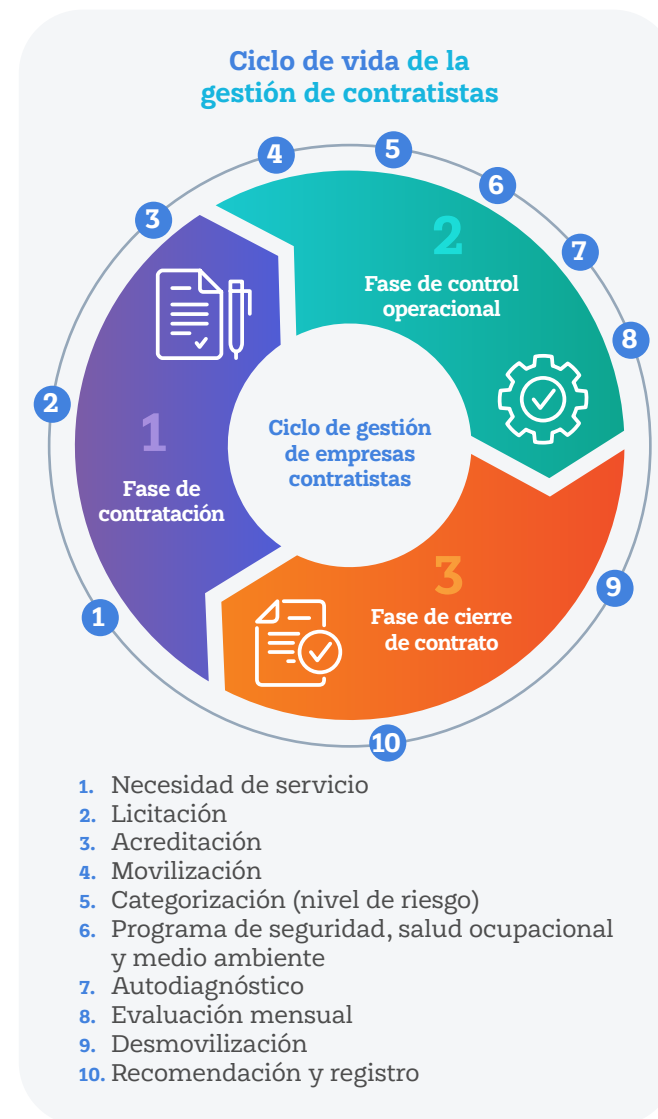 Ciclo de vida de la
gestión de contratistas
4
5
3
6
7
2
Fase de control
operacional
8
2
1
Fase de
contratación
Ciclo de gestión
de empresas
contratistas
3
Fase de cierre
de contrato
9
1
10
1. Necesidad de servicio
2. Licitación
3. Acreditación
4. Movilización
5. Categorización (nivel de riesgo)
6. Programa de seguridad, salud ocupacional
y medio ambiente
7. Autodiagnóstico
8. Evaluación mensual
9. Desmovilización
10. Recomendación y registro